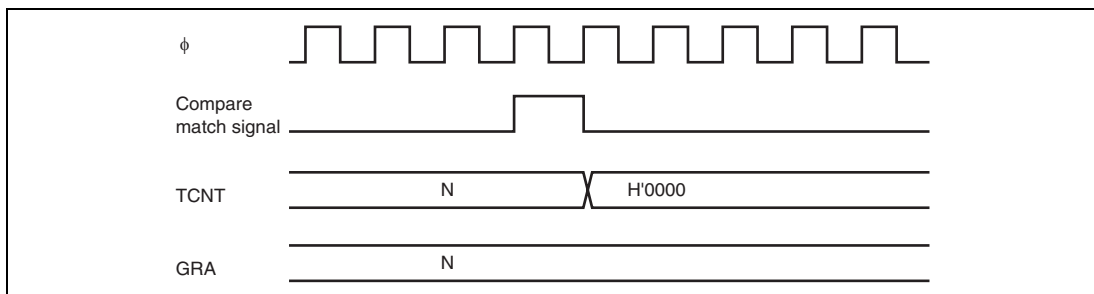 ϕ
Compare
match signal
TCNT N H'0000
GRA N